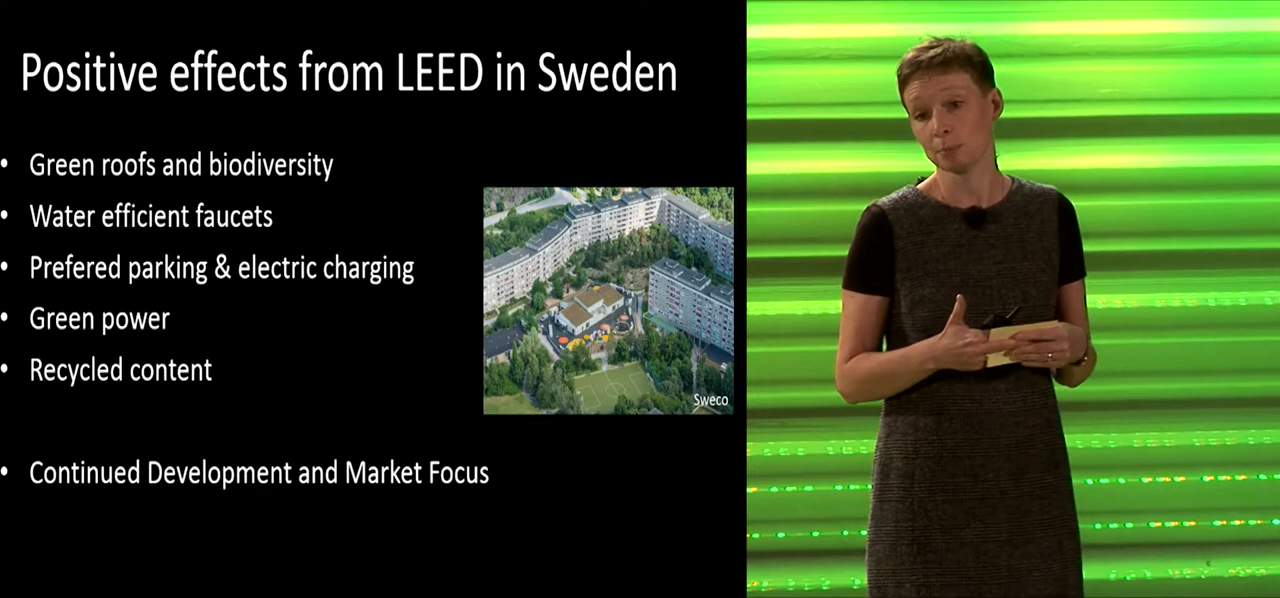 Positive effects from LEED in Sweden
• Green roofs and biodiversity
• Water efficient faucets
• Prefered parking & electric charging
• Green power
• Recycled content
Sweco
• Continued Development and Market Focus